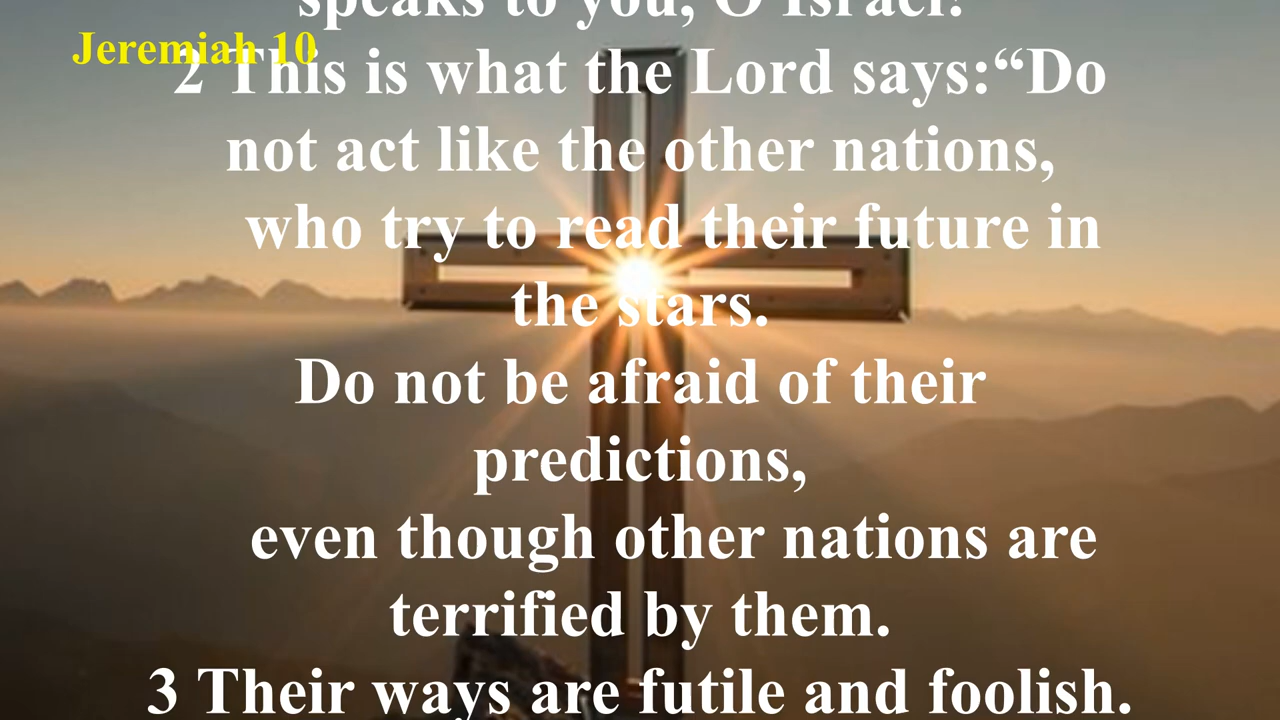 speaks to you, O Israel!
Jeremiah 10
2 This is what the Lord says:“Do
not act like the other nations,
who try to read their future in
the stars.
Do not be afraid of their
predictions,
even though other nations are
terrified by them.
3 Their ways are futile and foolish.